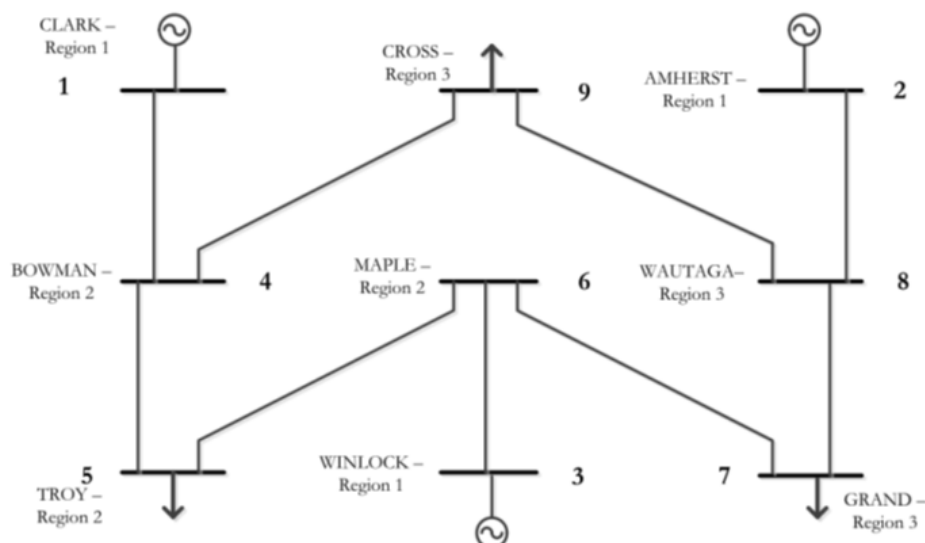 CLARK –
Region 1
1
CROSS –
Region 3
9
AMHERST –
Region 1
2
BOWMAN –
Region 2
4
MAPLE –
Region 2
6
WAUTAGA–
Region 3
8
5
TROY –
Region 2
WINLOCK –
Region 1
3
7
GRAND –
Region 3